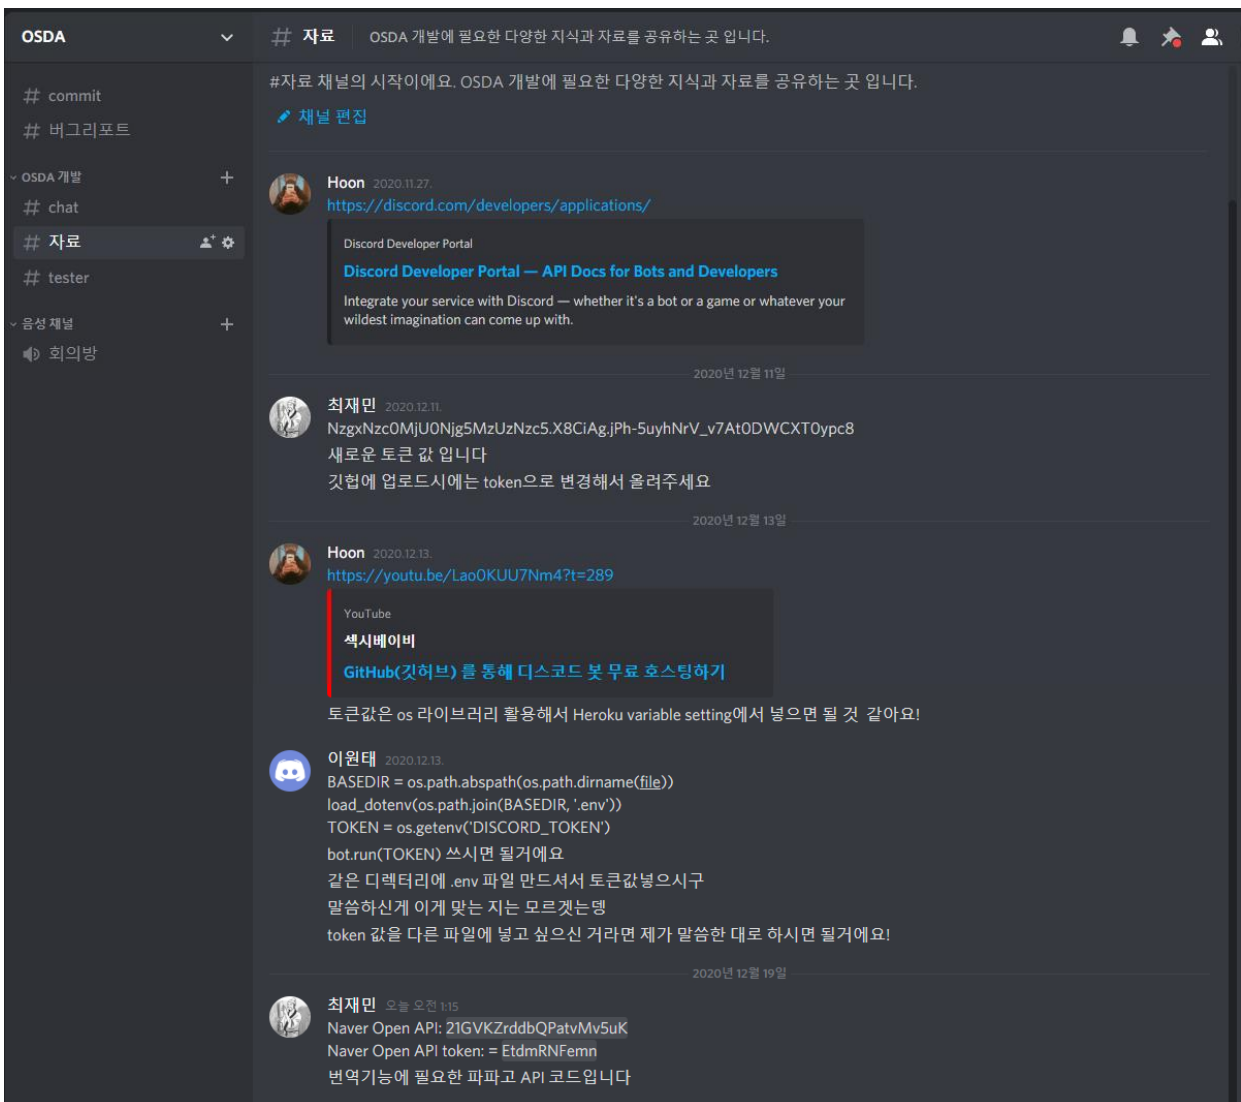 OSDA
# commit
# 버그리포트
OSDA 개발
# chat
# 자료
# tester
음성 채널
회의방
# 자료 OSDA 개발에 필요한 다양한 지식과 자료를 공유하는 곳 입니다.
#자료 채널의 시작이에요. OSDA 개발에 필요한 다양한 지식과 자료를 공유하는 곳 입니다.
채널 편집
Hoon 2020.11.27.
https://discord.com/developers/applications/
Discord Developer Portal
Discord Developer Portal — API Docs for Bots and Developers
Integrate your service with Discord — whether it's a bot or a game or whatever your
wildest imagination can come up with.
2020년 12월 11일
최재민 2020.12.11.
NzgxNzc0MjU0Njg5MzUzNzc5.X8CiAg.jPh-5uyhNrV_v7At0DWCXT0ypc8
새로운 토큰 값 입니다
깃헙에 업로드시에는 token으로 변경해서 올려주세요
2020년 12월 13일
Hoon 2020.12.13.
https://youtu.be/Lao0KUU7Nm4?t=289
YouTube
섹시베이비
GitHub(깃허브) 를 통해 디스코드 봇 무료 호스팅하기
토큰값은 os 라이브러리 활용해서 Heroku variable setting에서 넣으면 될 것 같아요!
이원태 2020.12.13.
BASEDIR = os.path.abspath(os.path.dirname(file))
load_dotenv(os.path.join(BASEDIR, '.env'))
TOKEN = os.getenv('DISCORD_TOKEN')
bot.run(TOKEN) 쓰시면 될거에요
같은 디렉터리에 .env 파일 만드셔서 토큰값넣으시구
말씀하신게 이게 맞는 지는 모르겟는뎅
token 값을 다른 파일에 넣고 싶으신 거라면 제가 말씀한 대로 하시면 될거에요!
2020년 12월 19일
최재민 오늘 오전 1:15
Naver Open API: 21GVKZrddbQPatvMv5uK
Naver Open API token: = EtdmRNFemn
번역기능에 필요한 파파고 API 코드입니다